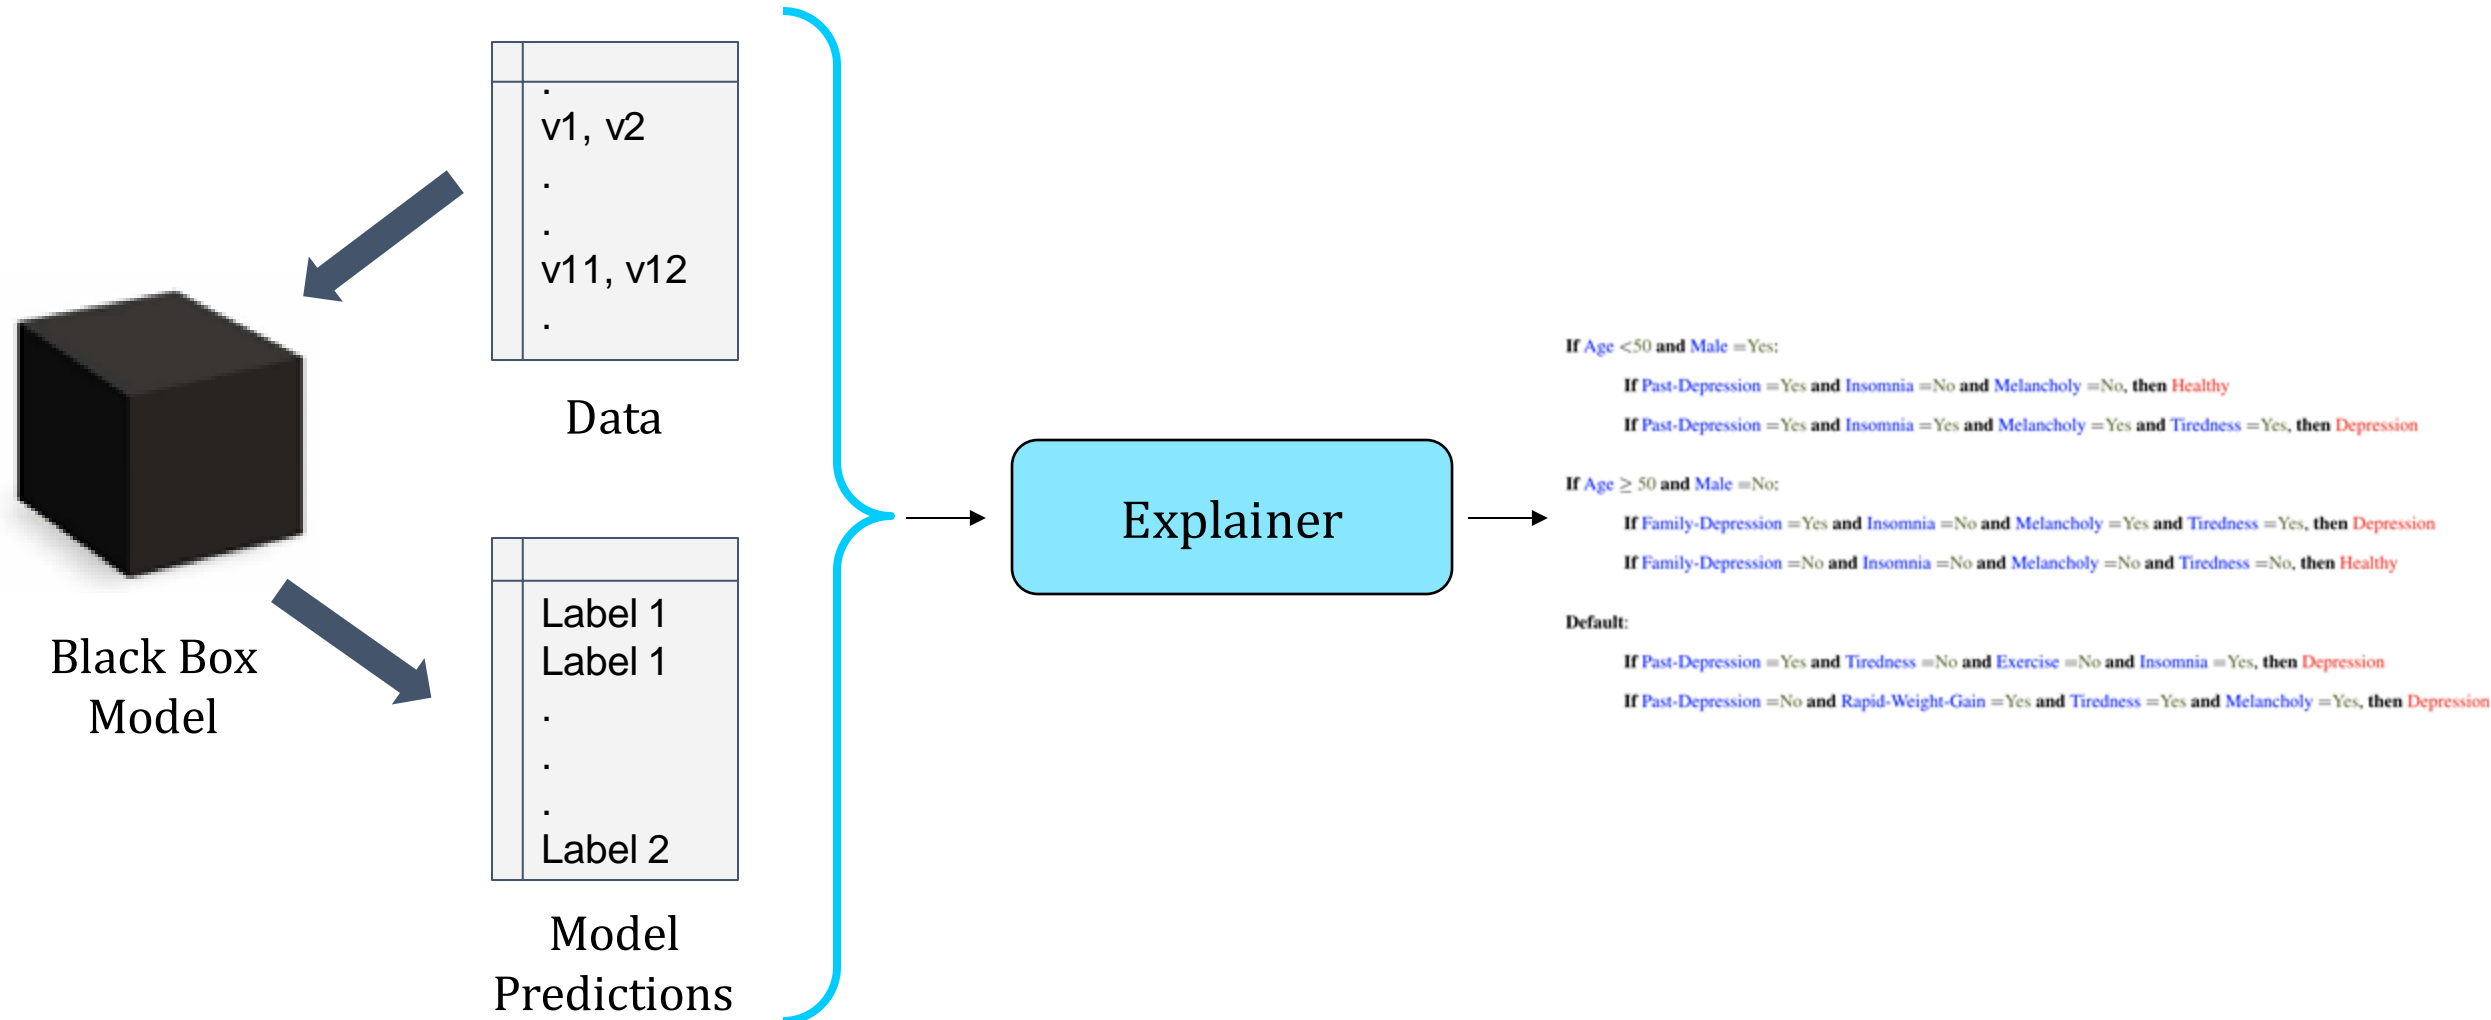 .
v1, v2
.
.
v11, v12
.
Data
Black Box
Model
Label 1
Label 1
.
.
.
Label 2
Model
Predictions
Explainer
If Age <50 and Male =Yes:
If Past-Depression =Yes and Insomnia =No and Melancholy =No, then Healthy
If Past-Depression =Yes and Insomnia =Yes and Melancholy =Yes and Tiredness =Yes, then Depression
If Age ≥ 50 and Male =No:
If Family-Depression =Yes and Insomnia =No and Melancholy =Yes and Tiredness =Yes, then Depression
If Family-Depression =No and Insomnia =No and Melancholy =No and Tiredness =No, then Healthy
Default:
If Past-Depression =Yes and Tiredness =No and Exercise =No and Insomnia =Yes, then Depression
If Past-Depression =No and Rapid-Weight-Gain =Yes and Tiredness =Yes and Melancholy =Yes, then Depression